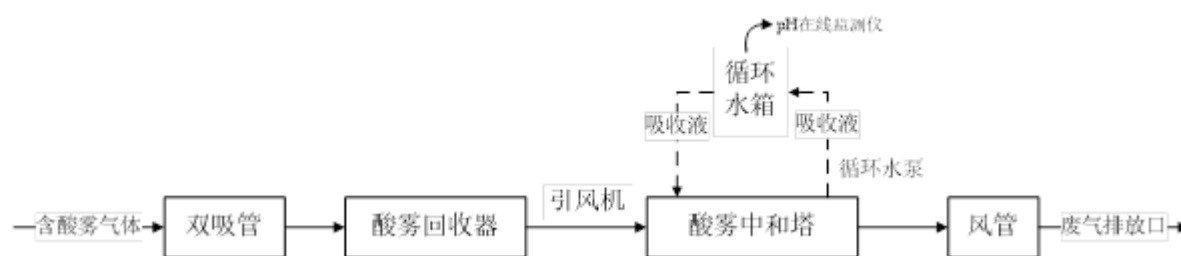 pH在线监测仪
循环
水箱
吸收液
吸收液
循环水泵
引风机
含酸雾气体
双吸管
酸雾回收器
酸雾中和塔
风管
废气排放口